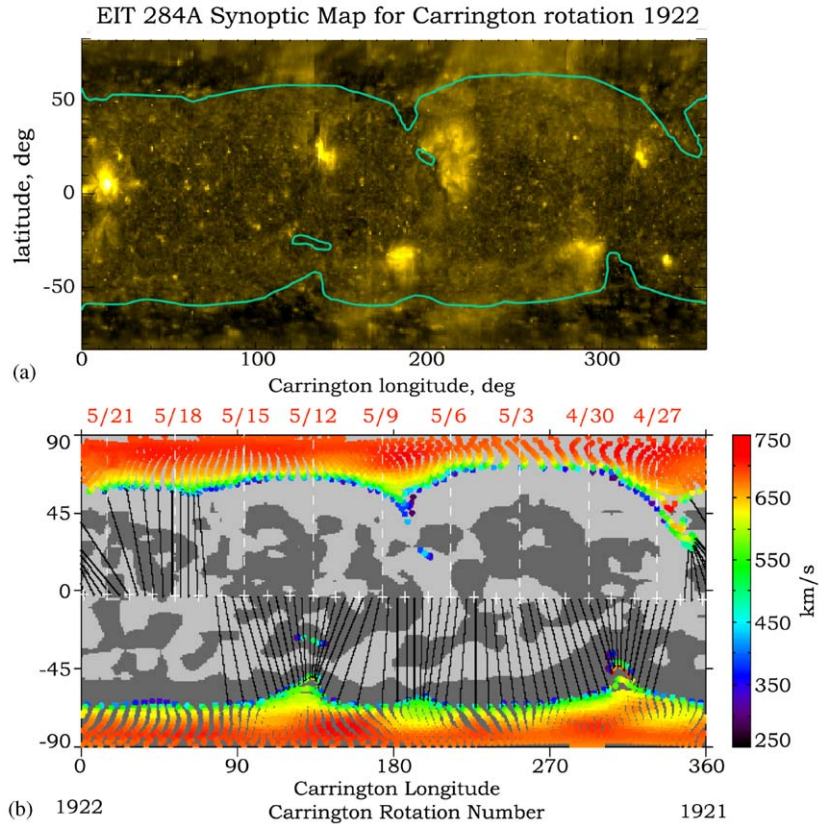 EIT 284A Synoptic Map for Carrington rotation 1922
50
0
-50
latitude, deg
0 100 200 300
(a)
Carrington longitude, deg
5/21 5/18 5/15 5/12 5/9 5/6 5/3 4/30 4/27
90
45
0
-45
-90
750
650
550
450
350
250
km/s
0 90 180 270 360
Carrington Longitude
(b) 1922 Carrington Rotation Number 1921